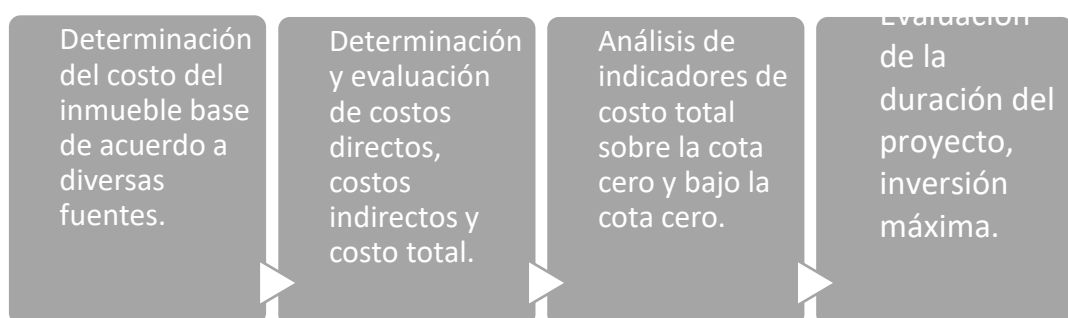 Determinación
del costo del
inmueble base
de acuerdo a
diversas
fuentes.
Determinación
y evaluación
de costos
directos,
costos
indirectos y
costo total.
Análisis de
indicadores de
costo total
sobre la cota
cero y bajo la
cota cero.
Evaluación
de la
duración del
proyecto,
inversión
máxima.